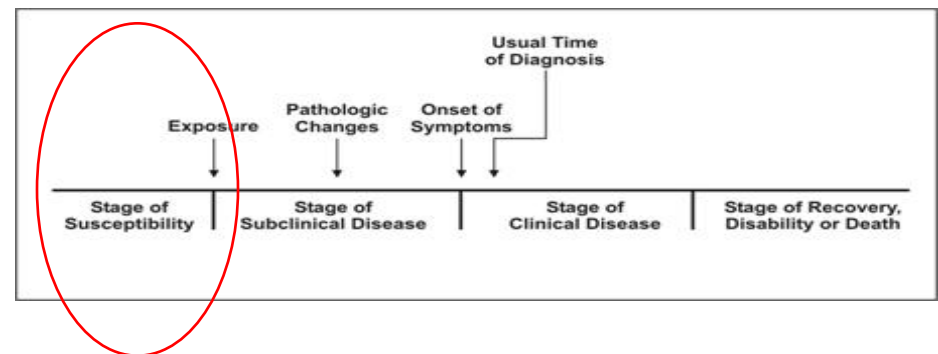 Usual Time
of Diagnosis
Exposure
Pathologic
Changes
Onset of
Symptoms
Stage of
Susceptibility
Stage of
Subclinical Disease
Stage of
Clinical Disease
Stage of Recovery,
Disability or Death